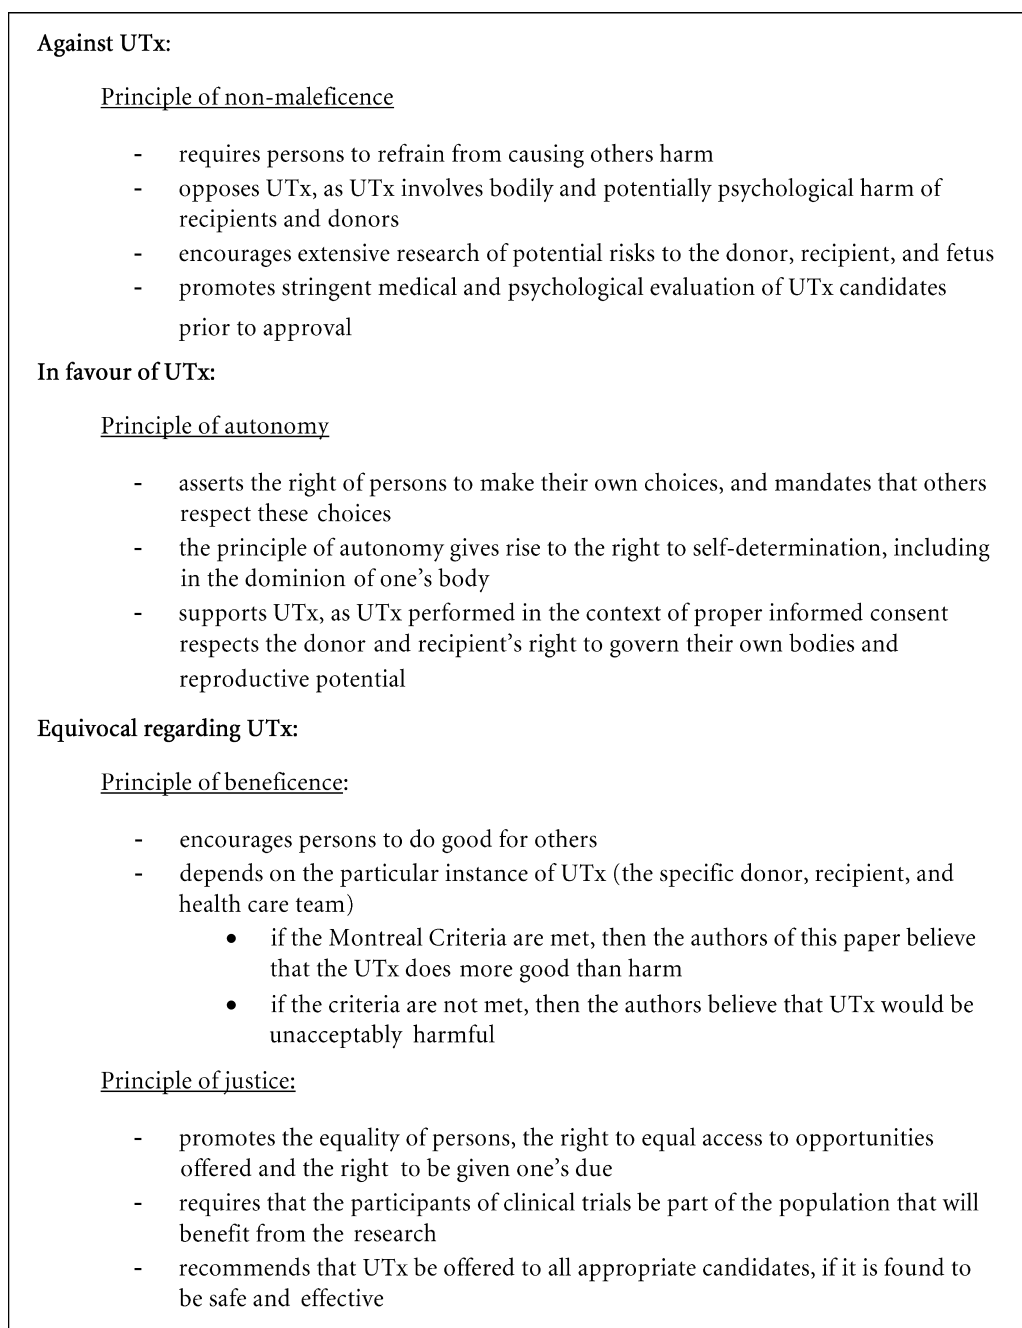 Against UTx:
Principle of non-maleficence
- requires persons to refrain from causing others harm
- opposes UTx, as UTx involves bodily and potentially psychological harm of
recipients and donors
- encourages extensive research of potential risks to the donor, recipient, and fetus
- promotes stringent medical and psychological evaluation of UTx candidates
prior to approval
In favour of UTx:
Principle of autonomy
- asserts the right of persons to make their own choices, and mandates that others
respect these choices
- the principle of autonomy gives rise to the right to self-determination, including
in the dominion of one's body
- supports UTx, as UTx performed in the context of proper informed consent
respects the donor and recipient's right to govern their own bodies and
reproductive potential
Equivocal regarding UTx:
Principle of beneficence:
- encourages persons to do good for others
- depends on the particular instance of UTx (the specific donor, recipient, and
health care team)
• if the Montreal Criteria are met, then the authors of this paper believe
that the UTx does more good than harm
• if the criteria are not met, then the authors believe that UTx would be
unacceptably harmful
Principle of justice:
- promotes the equality of persons, the right to equal access to opportunities
offered and the right to be given one's due
- requires that the participants of clinical trials be part of the population that will
benefit from the research
- recommends that UTx be offered to all appropriate candidates, if it is found to
be safe and effective